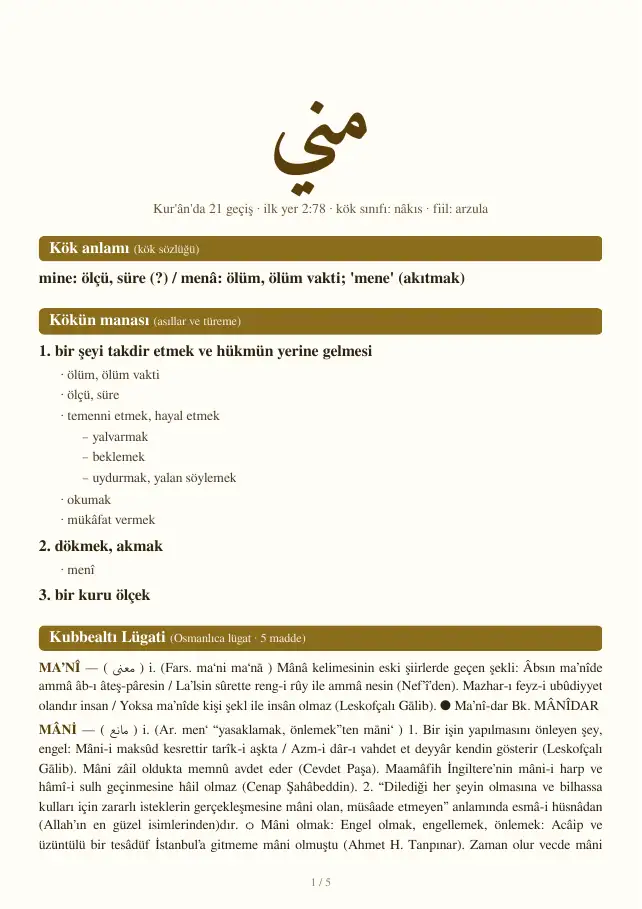 مني
Kur'ân'da 21 geçiş · ilk yer 2:78 · kök sınıfı: nâkıs · fiil: arzula
Kök anlamı (kök sözlüğü)
mine: ölçü, süre (?) / menâ: ölüm, ölüm vakti; 'mene' (akıtmak)
Kökün manası (asıllar ve türeme)
1. bir şeyi takdir etmek ve hükmün yerine gelmesi
· ölüm, ölüm vakti
· ölçü, süre
· temenni etmek, hayal etmek
– yalvarmak
– beklemek
– uydurmak, yalan söylemek
· okumak
· mükâfat vermek
2. dökmek, akmak
· menî
3. bir kuru ölçek
Kubbealtı Lügati (Osmanlıca lügat · 5 madde)
MA’NÎ — ( معنى ) i. (Fars. ma‘ni ma‘nā ) Mânâ kelimesinin eski şiirlerde geçen şekli: Âbsın ma’nîde
ammâ âb-ı âteş-pâresin / La’lsin sûrette reng-i rûy ile ammâ nesin (Nef’î’den). Mazhar-ı feyz-i ubûdiyyet
olandır insan / Yoksa ma’nîde kişi şekl ile insân olmaz (Leskofçalı Gālib). ● Ma’nî-dar Bk. MÂNÎDAR
MÂNİ — ( مانع ) i. (Ar. men‘ “yasaklamak, önlemek”ten māni‘ ) 1. Bir işin yapılmasını önleyen şey,
engel: Mâni-i maksûd kesrettir tarîk-i aşkta / Azm-i dâr-ı vahdet et deyyâr kendin gösterir (Leskofçalı
Gālib). Mâni zâil oldukta memnû avdet eder (Cevdet Paşa). Maamâfih İngiltere’nin mâni-i harp ve
hâmî-i sulh geçinmesine hâil olmaz (Cenap Şahâbeddin). 2. “Dilediği her şeyin olmasına ve bilhassa
kulları için zararlı isteklerin gerçekleşmesine mâni olan, müsâade etmeyen” anlamında esmâ-i hüsnâdan
(Allah’ın en güzel isimlerinden)dır. ○ Mâni olmak: Engel olmak, engellemek, önlemek: Acâip ve
üzüntülü bir tesâdüf İstanbul’a gitmeme mâni olmuştu (Ahmet H. Tanpınar). Zaman olur vecde mâni
1 / 5